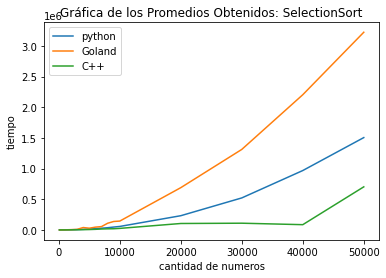 Gráfica de los Promedios Obtenidos: SelectionSort
1e6
python
Goland
C++
3.0
2.5
2.0
1.5
1.0
0.5
0.0
tiempo
0 10000 20000 30000 40000 50000
cantidad de numeros